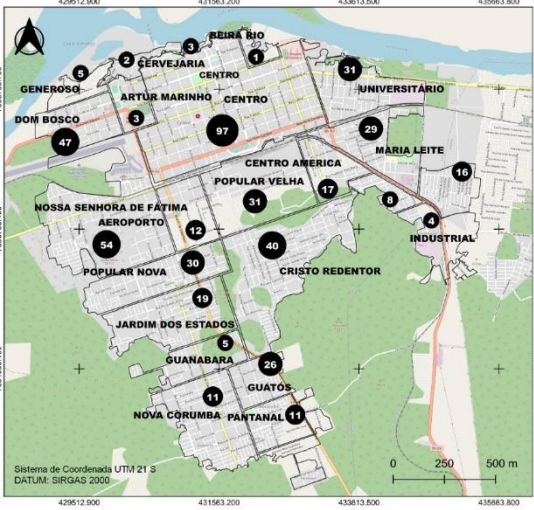 429512.900 431563.200 433613.500 435663.800
BEIRA RIO
3
2
1
CERVEJARIA
31
5
CENTRO
GENEROSO
UNIVERSITÁRIO
ARTUR MARINHO
CENTRO
DOM BOSCO
3
97
29
47
MARIA LEITE
CENTRO AMERICA
16
POPULAR VELHA
17
8
NOSSA SENHORA DE FÁTIMA
31
AEROPORTO
4
12
54
40
INDUSTRIAL
30
POPULAR NOVA
CRISTO REDENTOR
19
JARDIM DOS ESTADOS
5
GUANABARA
26
GUATÓS
11
NOVA CORUMBA
PANTANAL
11
Sistema de Coordenada UTM 21 S
DATUM: SIRGAS 2000
0 250 500 m
429512.900 431563.200 433613.500 435663.800